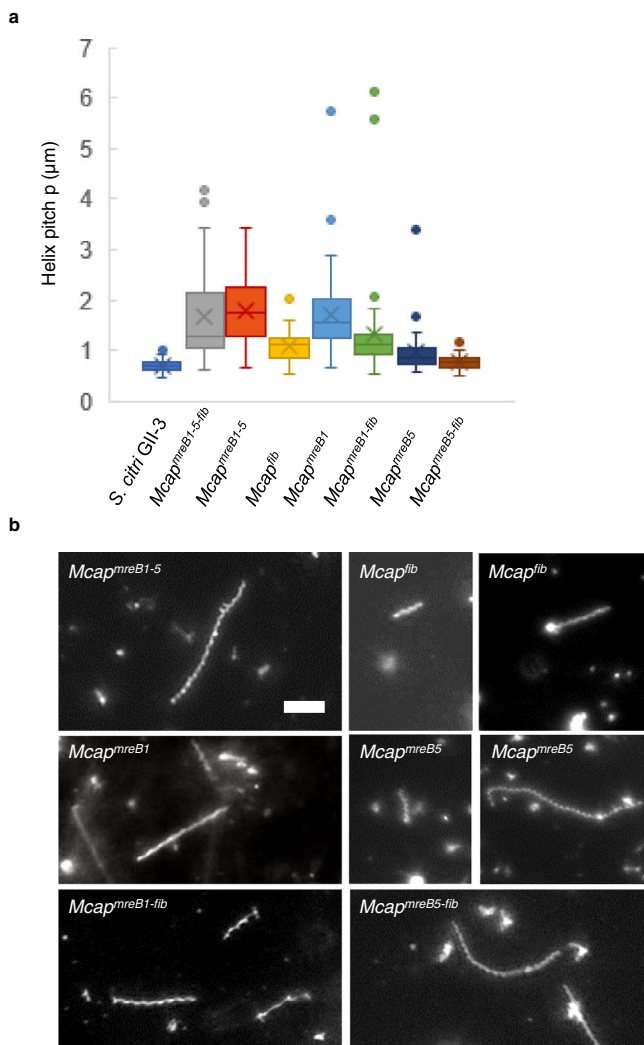 a
7
6
5
4
3
2
1
0
Helix pitch p (µm)
S. citri GII-3
Mcap^mreB1-5-fib
Mcap^mreB1-5
Mcap^fib
Mcap^mreB1
Mcap^mreB1-fib
Mcap^mreB5
Mcap^mreB5-fib
b
Mcap^mreB1-5
Mcap^fib
Mcap^fib
Mcap^mreB1
Mcap^mreB5
Mcap^mreB5
Mcap^mreB1-fib
Mcap^mreB5-fib